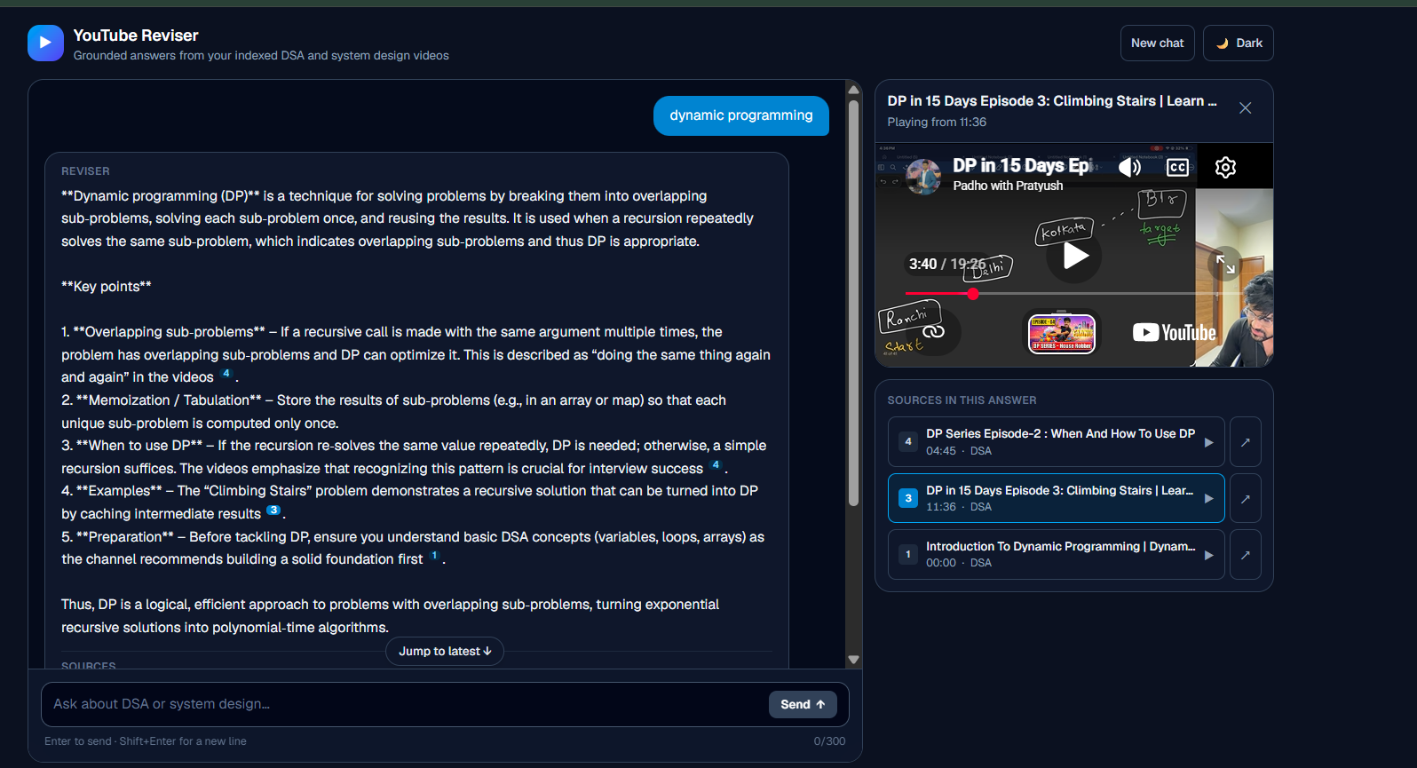 YouTube Reviser
Grounded answers from your indexed DSA and system design videos
New chat
Dark
dynamic programming
REVISER
**Dynamic programming (DP)** is a technique for solving problems by breaking them into overlapping
sub-problems, solving each sub-problem once, and reusing the results. It is used when a recursion repeatedly
solves the same sub-problem, which indicates overlapping sub-problems and thus DP is appropriate.
**Key points**
1. **Overlapping sub-problems** – If a recursive call is made with the same argument multiple times, the
problem has overlapping sub-problems and DP can optimize it. This is described as “doing the same thing again
and again” in the videos 4 .
2. **Memoization / Tabulation** – Store the results of sub-problems (e.g., in an array or map) so that each
unique sub-problem is computed only once.
3. **When to use DP** – If the recursion re-solves the same value repeatedly, DP is needed; otherwise, a simple
recursion suffices. The videos emphasize that recognizing this pattern is crucial for interview success 4 .
4. **Examples** – The “Climbing Stairs” problem demonstrates a recursive solution that can be turned into DP
by caching intermediate results 3 .
5. **Preparation** – Before tackling DP, ensure you understand basic DSA concepts (variables, loops, arrays) as
the channel recommends building a solid foundation first 1 .
Thus, DP is a logical, efficient approach to problems with overlapping sub-problems, turning exponential
recursive solutions into polynomial-time algorithms.
Jump to latest ↓
SOURCES
Ask about DSA or system design…
Send ↑
Enter to send · Shift+Enter for a new line
0/300
DP in 15 Days Episode 3: Climbing Stairs | Learn ...
Playing from 11:36
DP in 15 Days Ep
Padho with Pratyush
CC
Blr
target
Kolkata
Delhi
3:40 / 19:26
Ranchi
Start
YouTube
SOURCES IN THIS ANSWER
4
DP Series Episode-2 : When And How To Use DP
04:45 · DSA
3
DP in 15 Days Episode 3: Climbing Stairs | Lear...
11:36 · DSA
1
Introduction To Dynamic Programming | Dynam...
00:00 · DSA